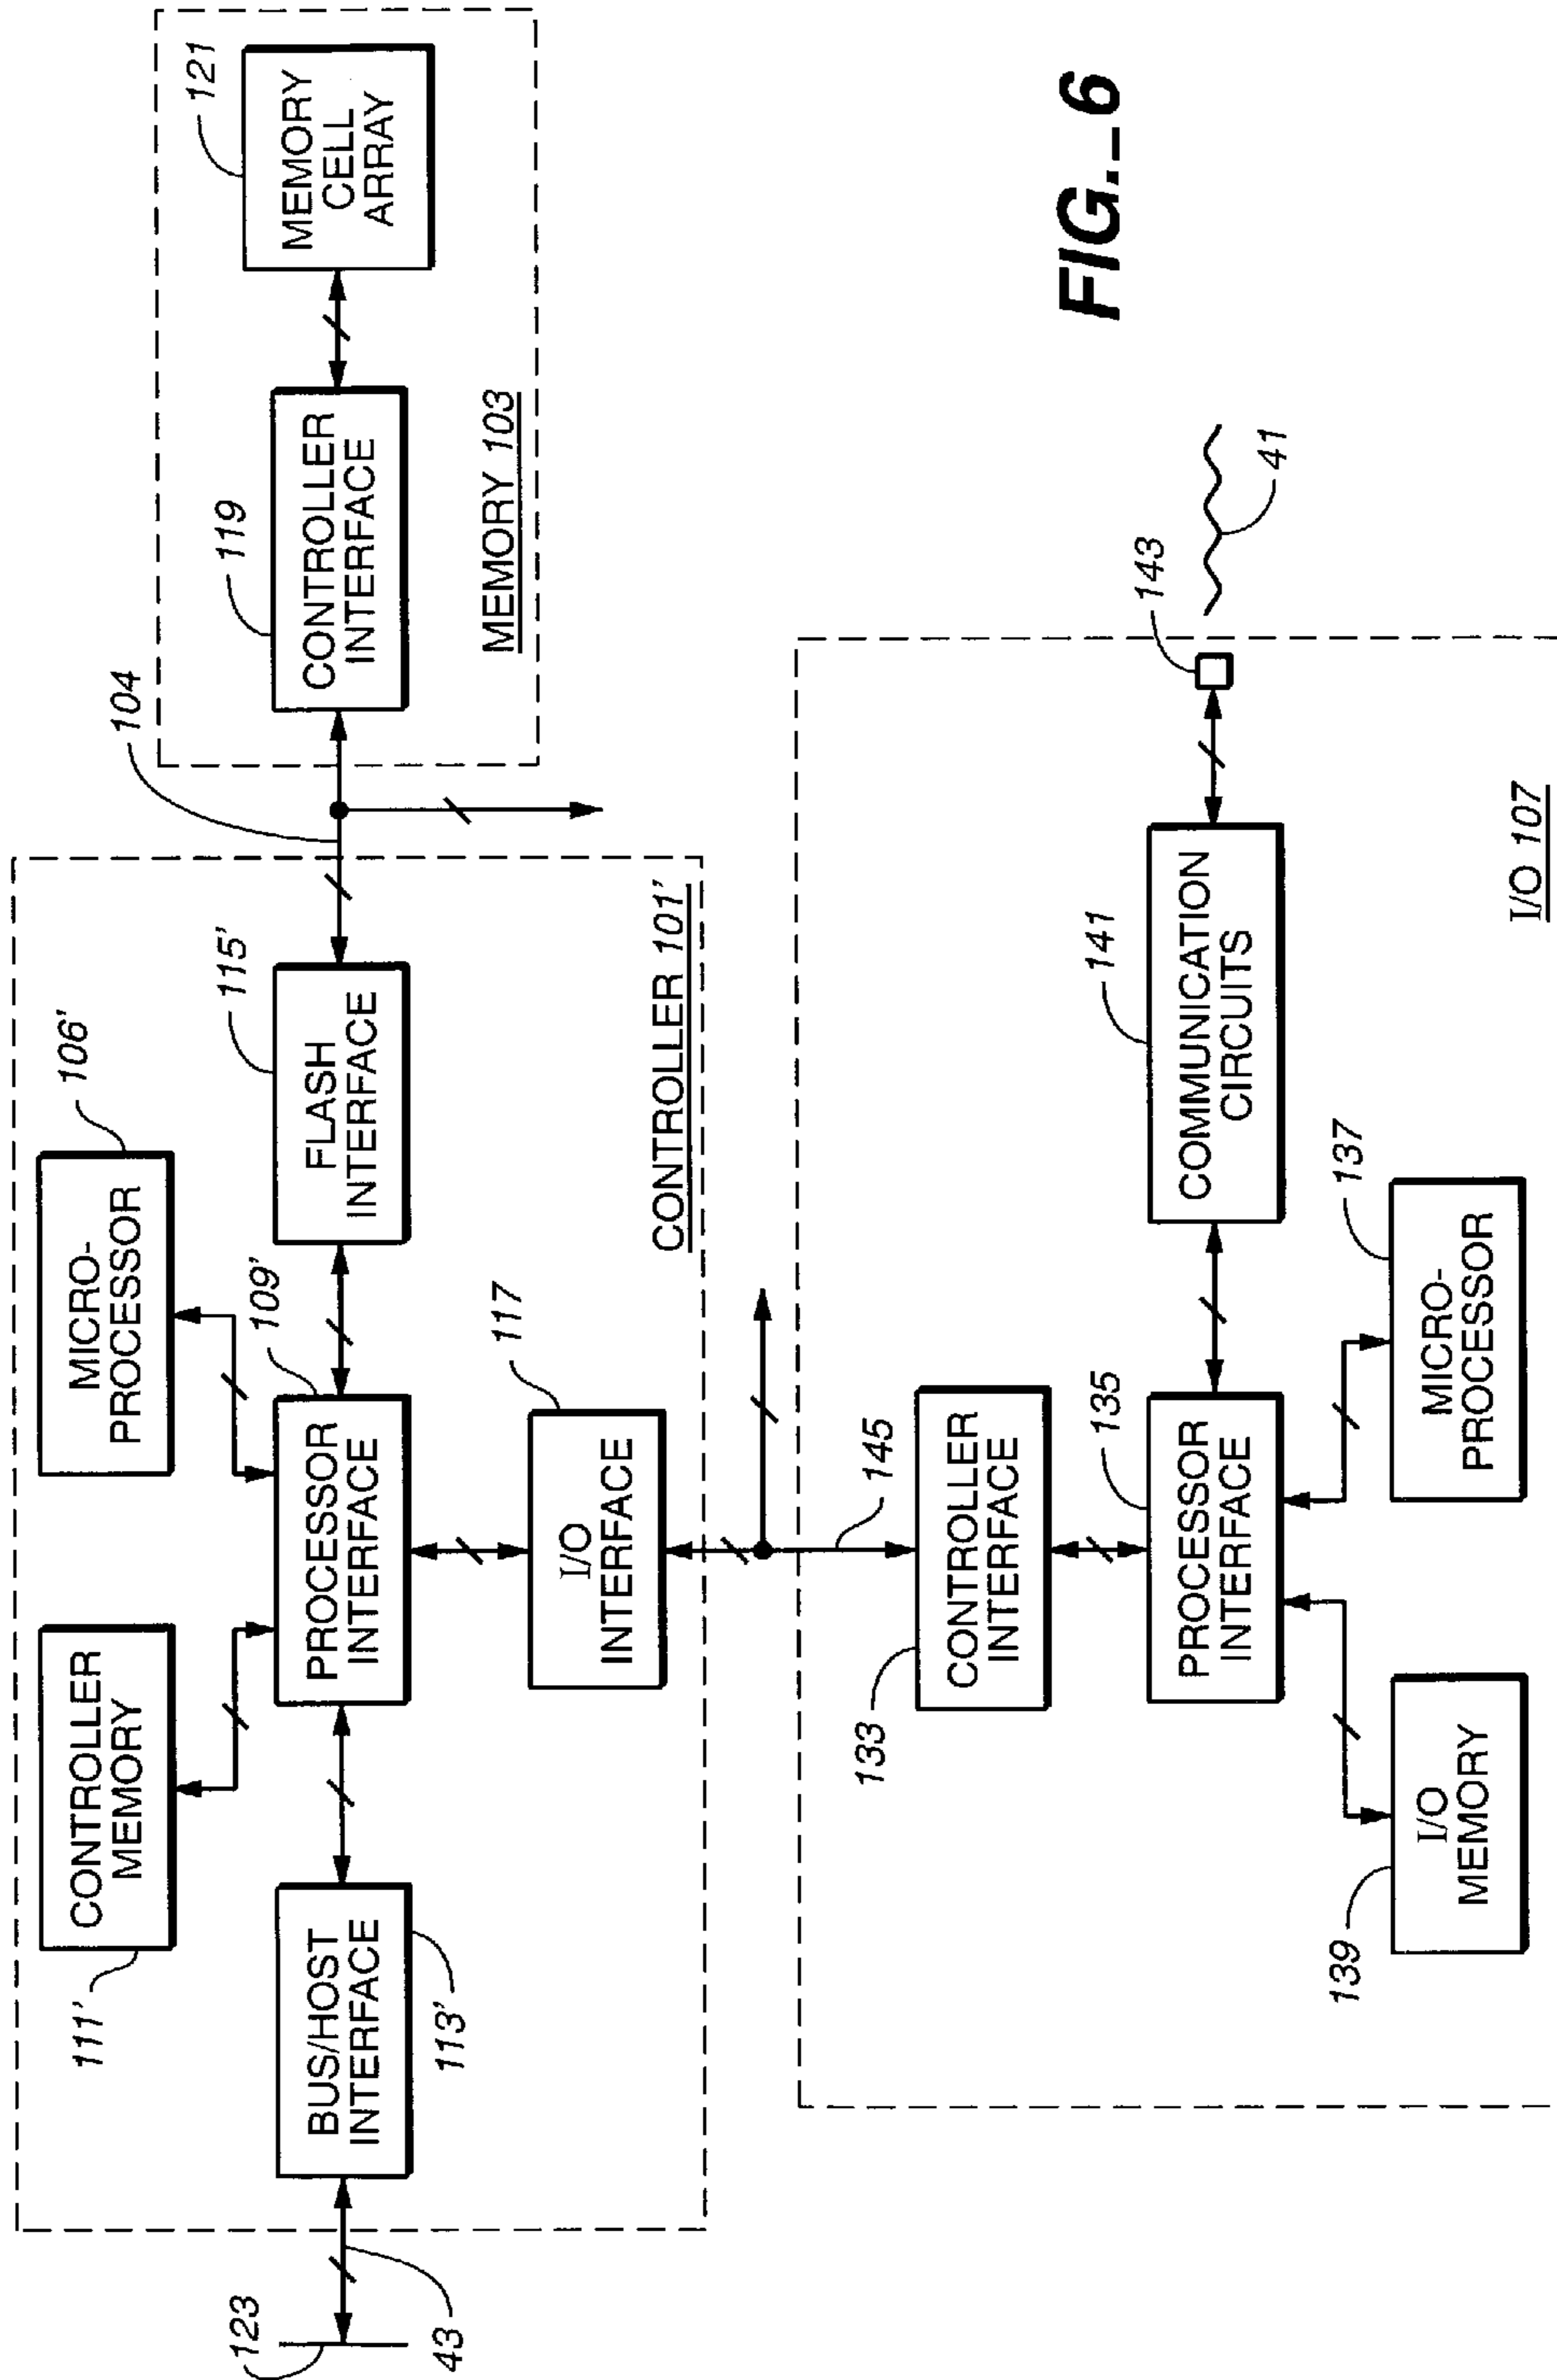 111'
CONTROLLER
MEMORY
MICRO-
PROCESSOR
106'
123
43
BUS/HOST
INTERFACE
113'
PROCESSOR
INTERFACE
109'
FLASH
INTERFACE
115'
104
119
CONTROLLER
INTERFACE
121
MEMORY
CELL
ARRAY
MEMORY 103
I/O
INTERFACE
117
CONTROLLER 101'
145
133
CONTROLLER
INTERFACE
PROCESSOR
INTERFACE
135
141
COMMUNICATION
CIRCUITS
143
41
139
I/O
MEMORY
MICRO-
PROCESSOR
137
I/O 107
FIG._6